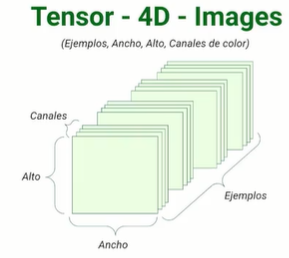 Tensor - 4D - Images
(Ejemplos, Ancho, Alto, Canales de color)
Canales
Alto
Ejemplos
Ancho